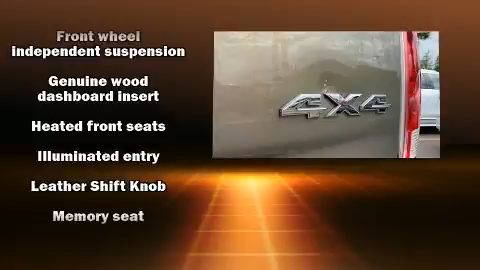 Front wheel
independent suspension
Genuine wood
dashboard insert
Heated front seats
Illuminated entry
Leather Shift Knob
Memory seat
4X4